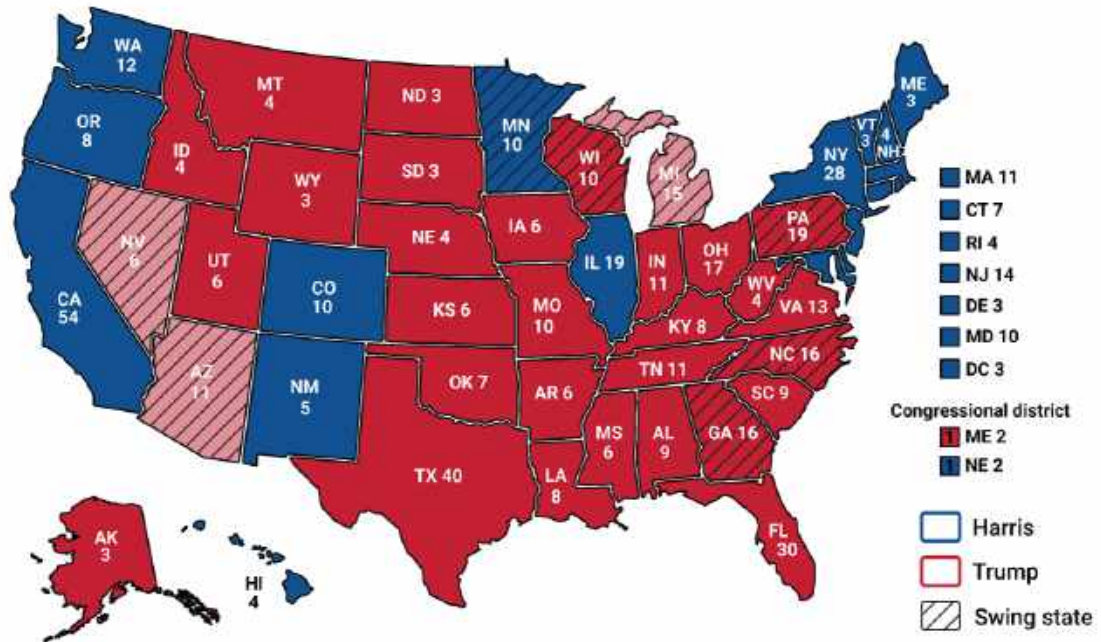 WA
12
MT
4
ND 3
MN
10
ME
3
OR
8
ID
4
WY
3
SD 3
WI
10
MI
15
VT
3
4
NH
NY
28
NV
6
UT
6
CO
10
NE 4
IA 6
IL 19
IN
11
OH
17
PA
19
CA
54
KS 6
MO
10
WV
4
VA 13
KY 8
AZ
11
NM
5
OK 7
AR 6
TN 11
NC 16
SC 9
TX 40
LA
8
MS
6
AL
9
GA 16
FL
30
AK
3
HI
4
MA 11
CT 7
RI 4
NJ 14
DE 3
MD 10
DC 3
Congressional district
1 ME 2
1 NE 2
Harris
Trump
Swing state